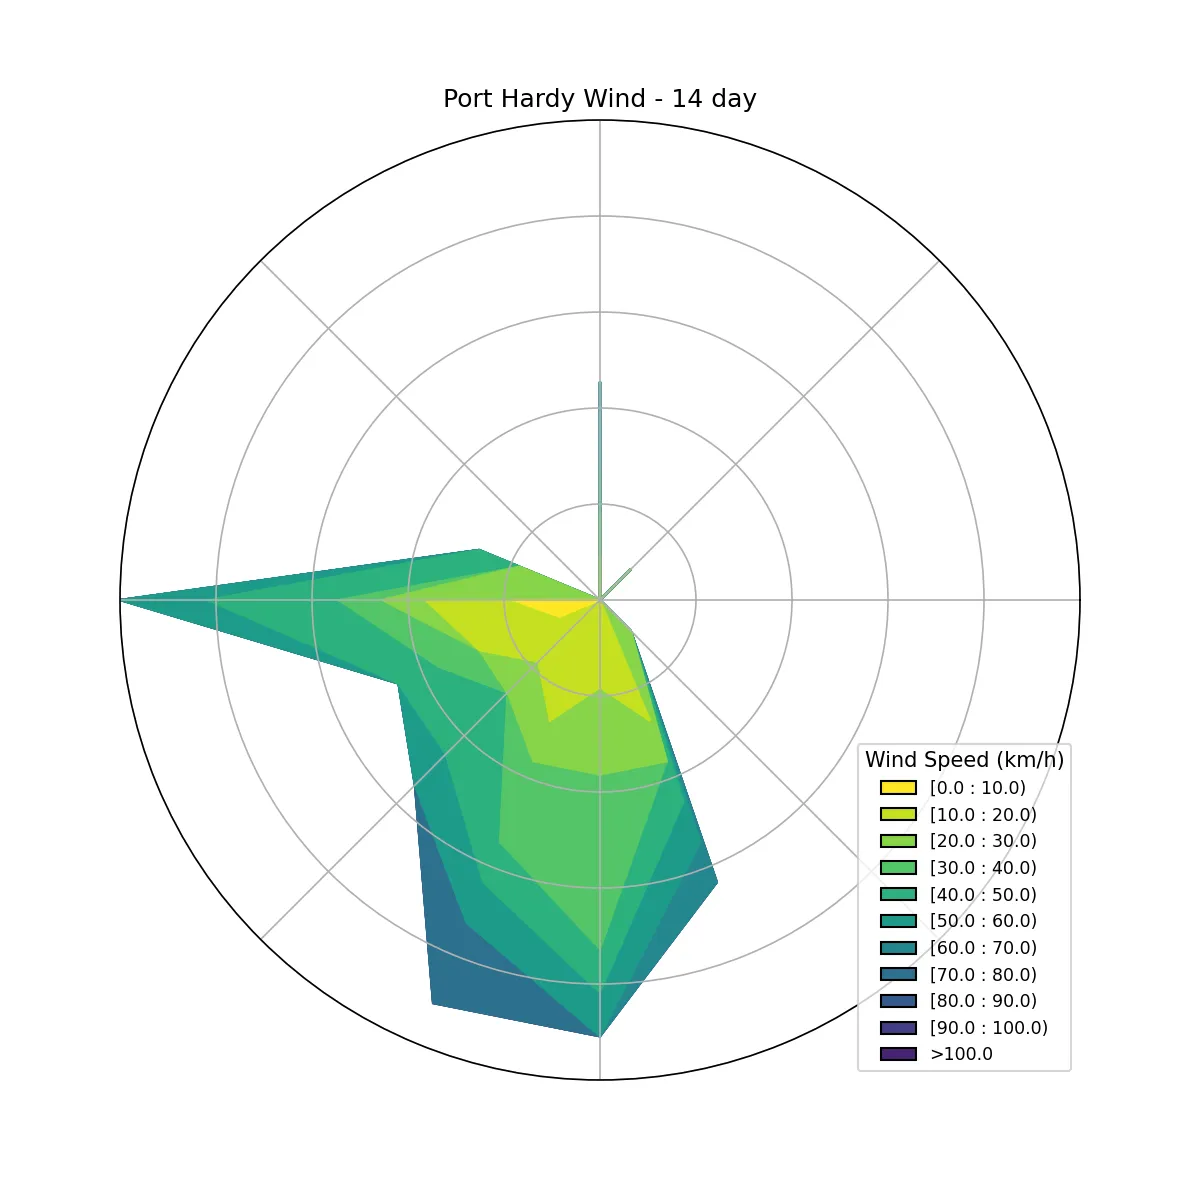 Port Hardy Wind - 14 day
Wind Speed (km/h)
[0.0 : 10.0)
[10.0 : 20.0)
[20.0 : 30.0)
[30.0 : 40.0)
[40.0 : 50.0)
[50.0 : 60.0)
[60.0 : 70.0)
[70.0 : 80.0)
[80.0 : 90.0)
[90.0 : 100.0)
>100.0